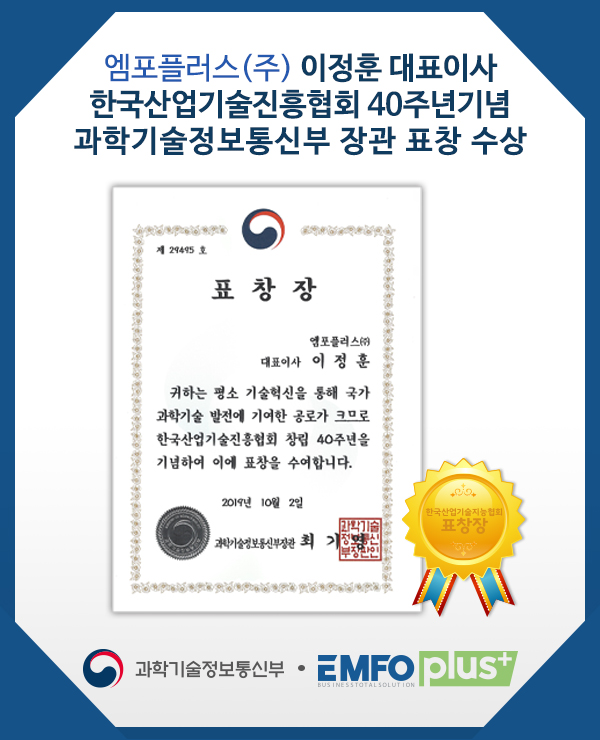 엠포플러스(주) 이정훈 대표이사
한국산업기술진흥협회 40주년기념
과학기술정보통신부 장관 표창 수상
제 29495 호
표 창 장
엠포플러스㈜
대표이사 이 정 훈
귀하는 평소 기술혁신을 통해 국가
과학기술 발전에 기여한 공로가 크므로
한국산업기술진흥협회 창립 40주년을
기념하여 이에 표창을 수여합니다.
2019년 10월 2일
과학기술정보통신부장관 최 기 영
과학기술
정보통신
부장관인
한국산업기술지능협회
표창장
과학기술정보통신부 • EMFO plus+
BUSINESS TOTAL SOLUTION